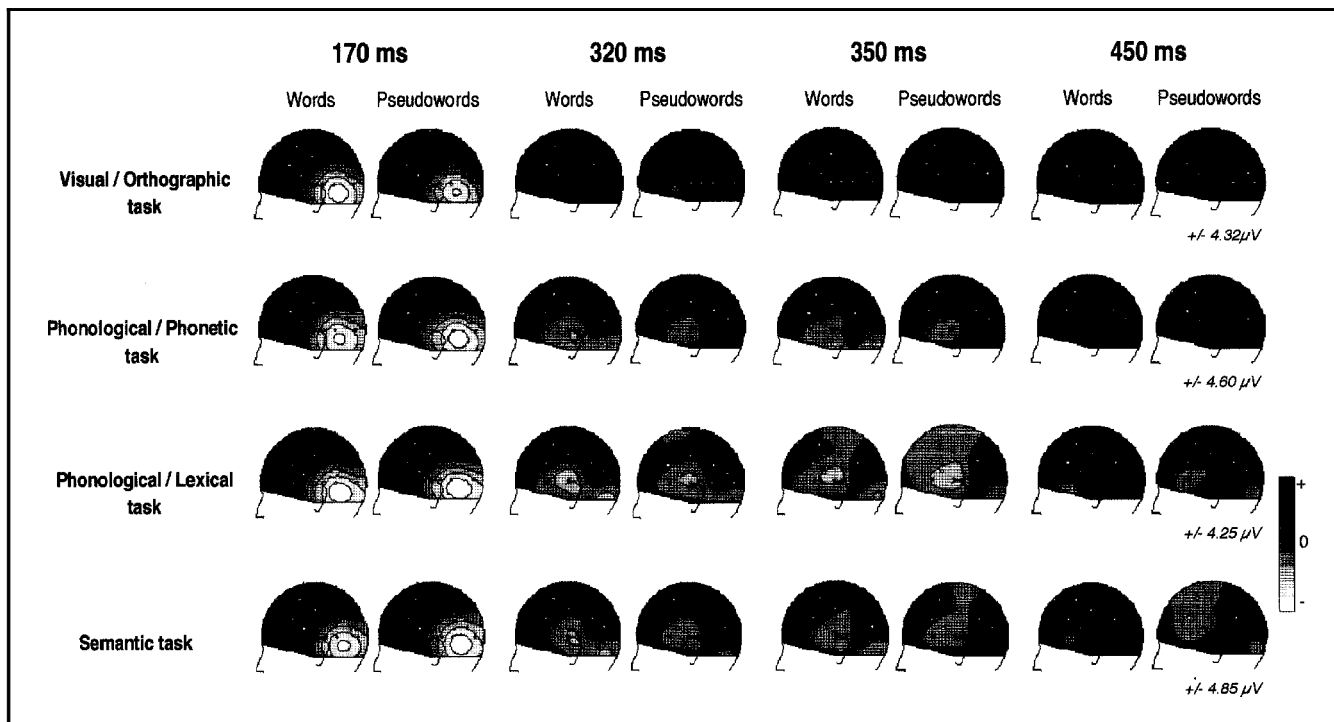 170 ms 320 ms 350 ms 450 ms
Words Pseudowords Words Pseudowords Words Pseudowords Words Pseudowords
Visual / Orthographic
task
+/- 4.32µV
Phonological / Phonetic
task
+/- 4.60 µV
Phonological / Lexical
task
+/- 4.25 µV
+
0
-
Semantic task
+/- 4.85 µV